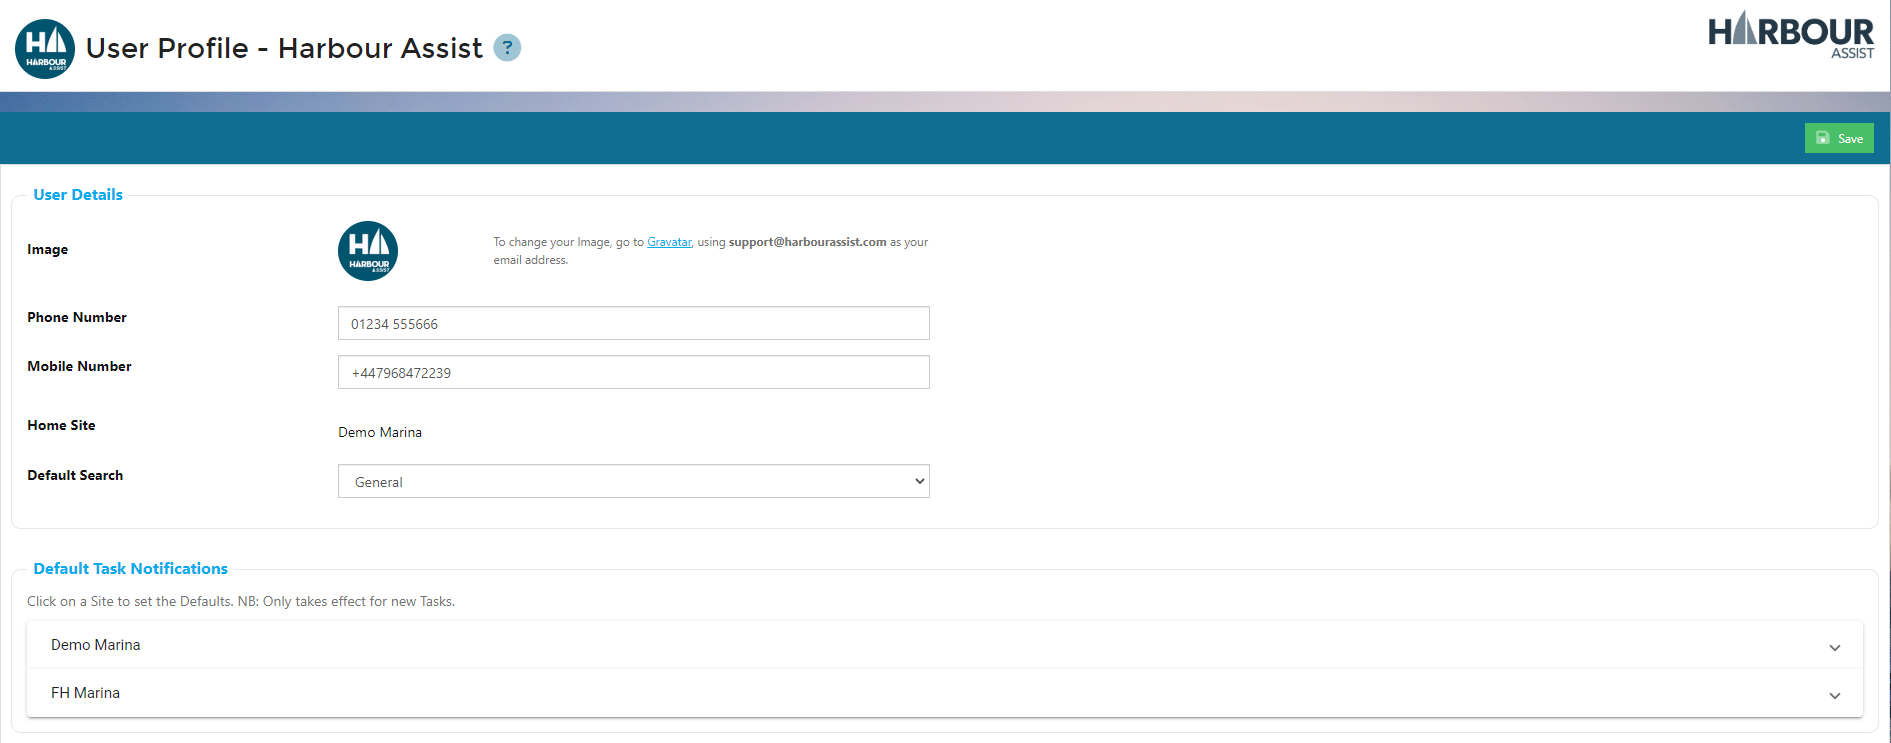 HA
HARBOUR
ASSIST
User Profile - Harbour Assist ?
HARBOUR
ASSIST
Save
User Details
Image
HA
HARBOUR
ASSIST
To change your Image, go to Gravatar, using support@harbourassist.com as your
email address.
Phone Number
01234 555666
Mobile Number
+447968472239
Home Site
Demo Marina
Default Search
General
Default Task Notifications
Click on a Site to set the Defaults. NB: Only takes effect for new Tasks.
Demo Marina
FH Marina